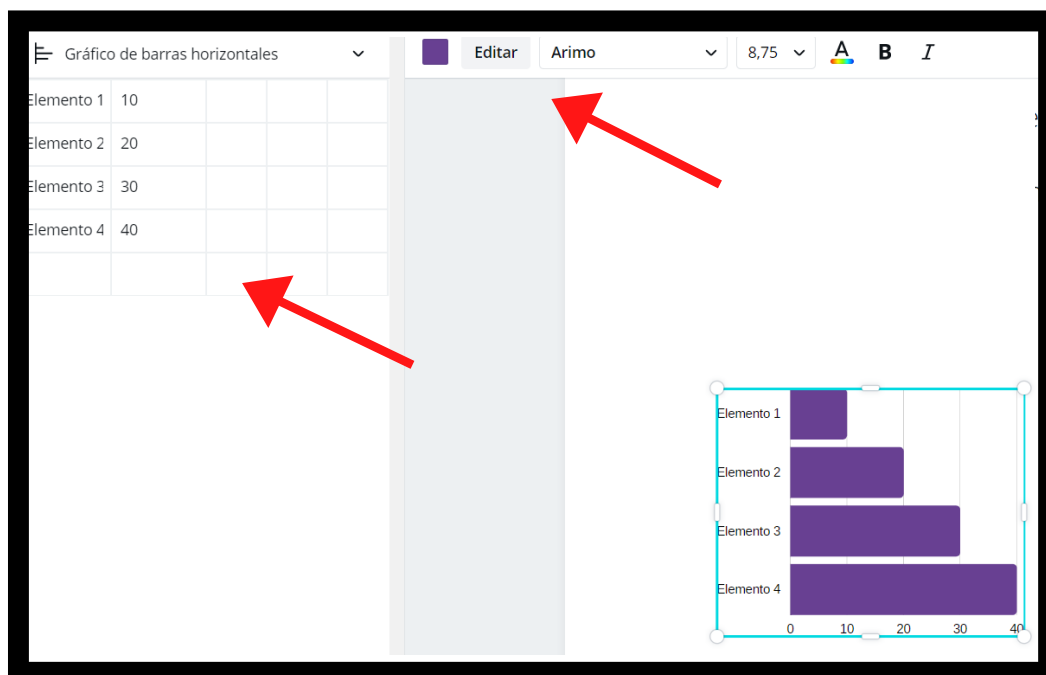 Gráfico de barras horizontales
Editar Arimo 8,75 A B I
Elemento 1 10
Elemento 2 20
Elemento 3 30
Elemento 4 40
Elemento 1
Elemento 2
Elemento 3
Elemento 4
0 10 20 30 40